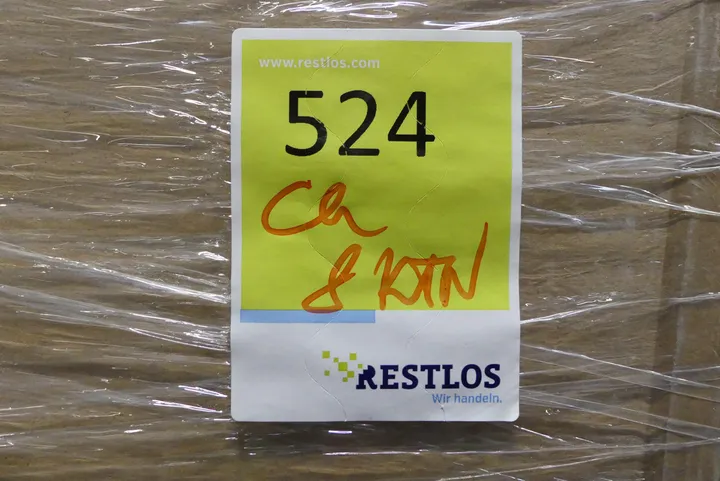 www.restlos.com
524
Ca
8 KTN
RESTLOS
Wir handeln.